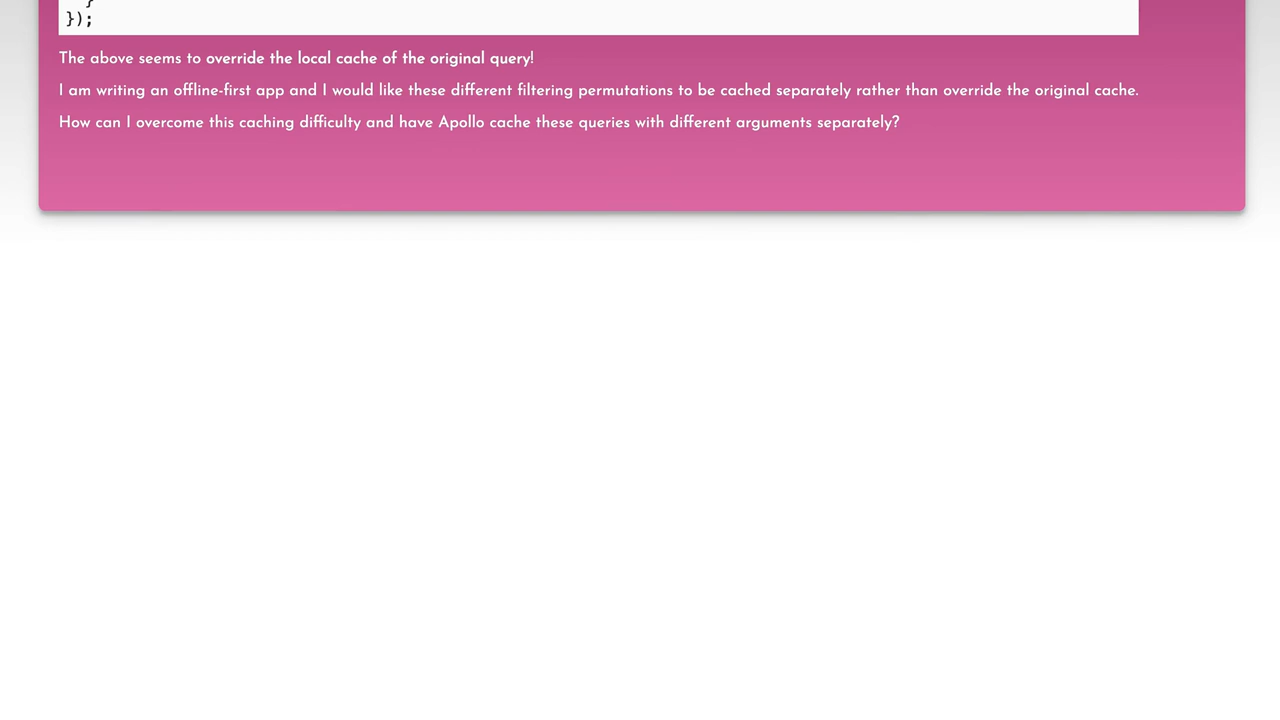 }
});
The above seems to override the local cache of the original query!
I am writing an offline-first app and I would like these different filtering permutations to be cached separately rather than override the original cache.
How can I overcome this caching difficulty and have Apollo cache these queries with different arguments separately?